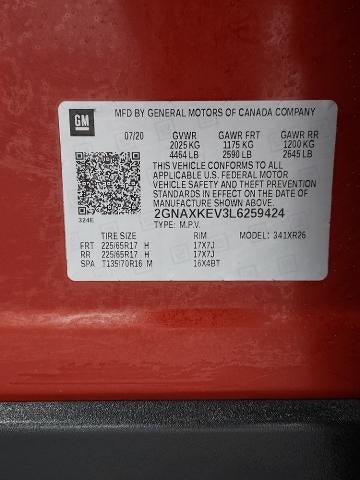 GM
MFD BY GENERAL MOTORS OF CANADA COMPANY
07/20 GVWR GAWR FRT GAWR RR
2025 KG 1175 KG 1200 KG
4464 LB 2590 LB 2645 LB
THIS VEHICLE CONFORMS TO ALL
APPLICABLE U.S. FEDERAL MOTOR
VEHICLE SAFETY AND BUMPER
STANDARDS IN EFFECT ON THE DATE OF
MANUFACTURE SHOWN ABOVE.
2GNAXKEV3L6259424
324E TYPE: M.P.V.
TIRE SIZE RIM MODEL: 341XR26
FRT 225/65R17 H 17X7J
RR 225/65R17 H 17X7J
SPA T135/70R16 M 16X4BT